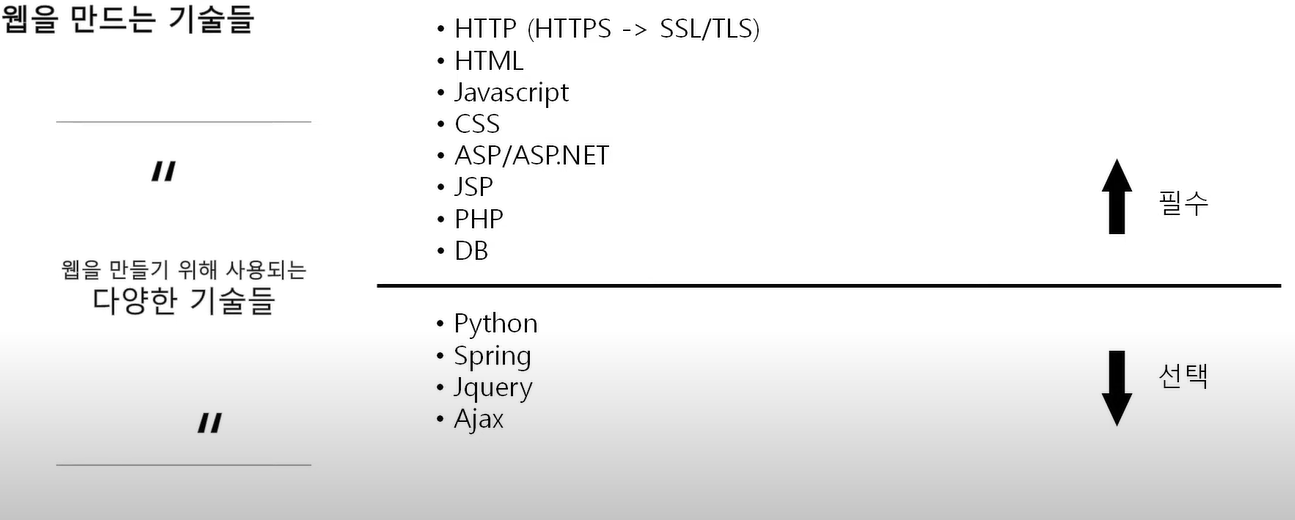 웹을 만드는 기술들
"
웹을 만들기 위해 사용되는
다양한 기술들
"
• HTTP (HTTPS -> SSL/TLS)
• HTML
• Javascript
• CSS
• ASP/ASP.NET
• JSP
• PHP
• DB
필수
• Python
• Spring
• Jquery
• Ajax
선택